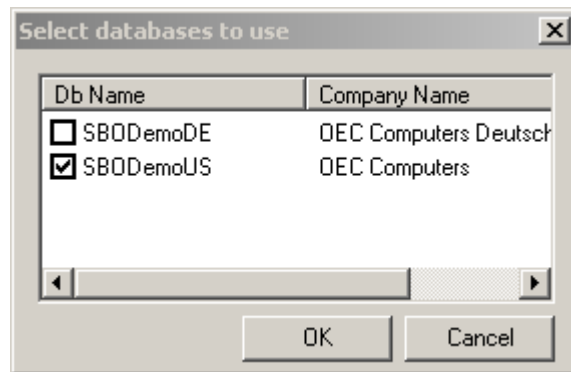 Select databases to use
Db Name Company Name
SBODemoDE OEC Computers Deutsch
SBODemoUS OEC Computers
OK Cancel